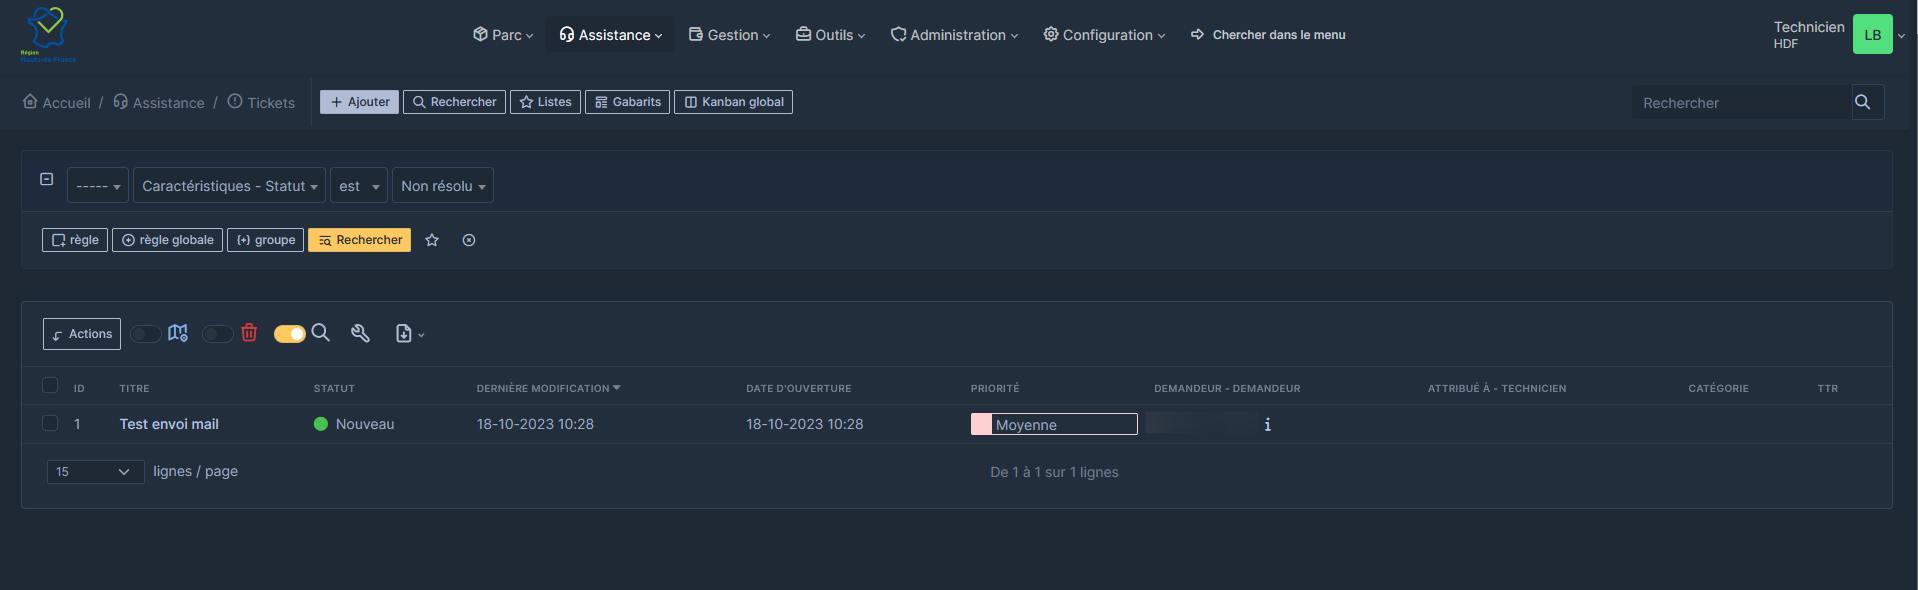 Région
Hauts-de-France
Parc
Assistance
Gestion
Outils
Administration
Configuration
Chercher dans le menu
Technicien
HDF
LB
Accueil / Assistance / Tickets
+ Ajouter
Rechercher
Listes
Gabarits
Kanban global
Rechercher
-----
Caractéristiques - Statut
est
Non résolu
règle
règle globale
{+} groupe
Rechercher
Actions
ID TITRE STATUT DERNIÈRE MODIFICATION DATE D'OUVERTURE PRIORITÉ DEMANDEUR - DEMANDEUR ATTRIBUÉ À - TECHNICIEN CATÉGORIE TTR
1 Test envoi mail Nouveau 18-10-2023 10:28 18-10-2023 10:28 Moyenne i
15 lignes / page De 1 à 1 sur 1 lignes